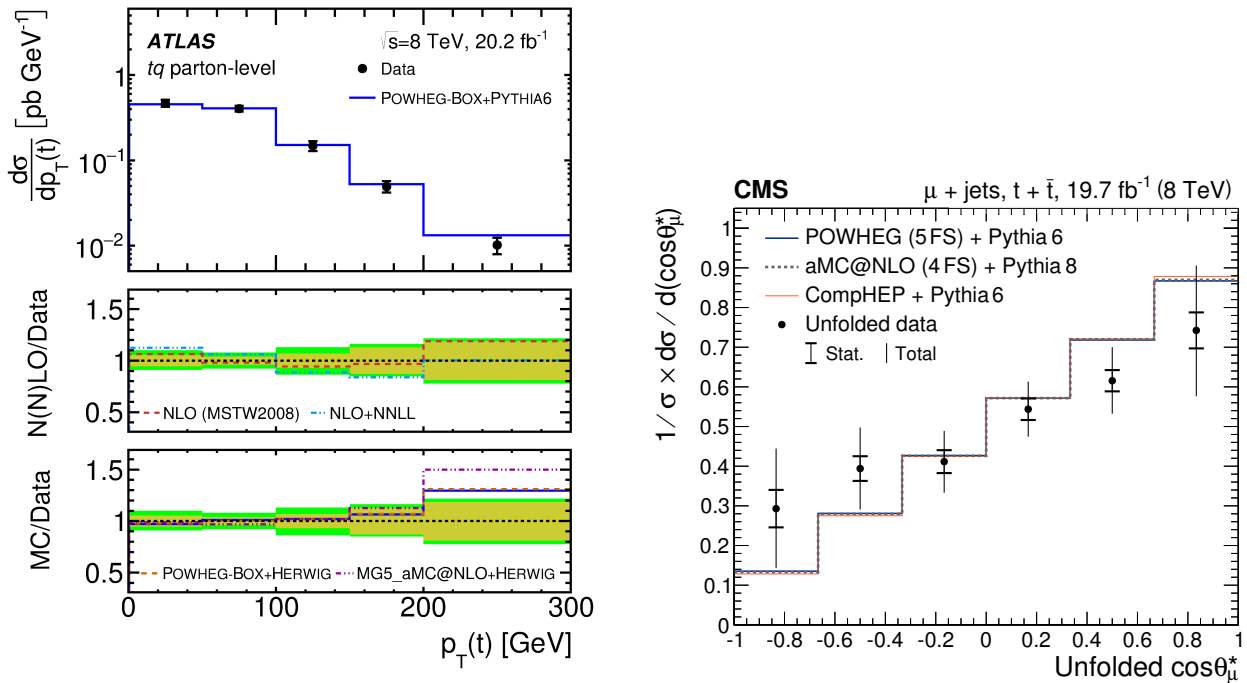 ATLAS
√s=8 TeV, 20.2 fb⁻¹
tq parton-level
Data
POWHEG-BOX+PYTHIA6
dσ/dp_T(t) [pb GeV⁻¹]
1
10⁻¹
10⁻²
N(N)LO/Data
1.5
1
0.5
NLO (MSTW2008)
NLO+NNLL
MC/Data
1.5
1
0.5
POWHEG-BOX+HERWIG
MG5_aMC@NLO+HERWIG
0 100 200 300
p_T(t) [GeV]
CMS
μ + jets, t + t̄, 19.7 fb⁻¹ (8 TeV)
POWHEG (5 FS) + Pythia 6
aMC@NLO (4 FS) + Pythia 8
CompHEP + Pythia 6
Unfolded data
Stat. Total
1/σ × dσ / d(cosθ*_μ)
1
0.9
0.8
0.7
0.6
0.5
0.4
0.3
0.2
0.1
0
-1 -0.8 -0.6 -0.4 -0.2 0 0.2 0.4 0.6 0.8 1
Unfolded cosθ*_μ